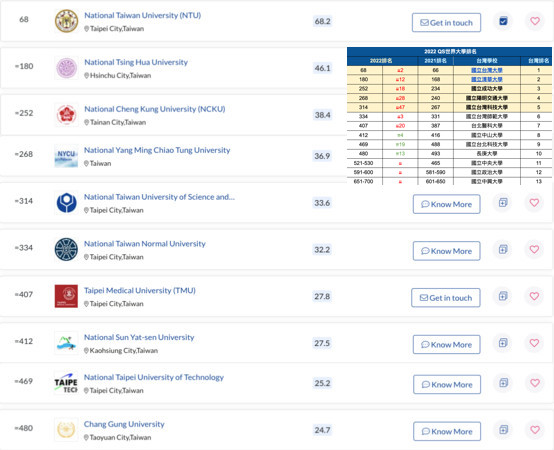 68
National Taiwan University (NTU)
Taipei City,Taiwan
68.2
Get in touch
=180
National Tsing Hua University
Hsinchu City,Taiwan
46.1
=252
National Cheng Kung University (NCKU)
Tainan City,Taiwan
38.4
=268
NYCU
National Yang Ming Chiao Tung University
Taiwan
36.9
2022 QS世界大學排名
2022排名 2021排名 台灣學校 台灣排名
68 2 66 國立台灣大學 1
180 12 168 國立清華大學 2
252 18 234 國立成功大學 3
268 28 240 國立陽明交通大學 4
314 47 267 國立台灣科技大學 5
334 3 331 國立台灣師範大學 6
407 20 387 台北醫科大學 7
412 4 416 國立中山大學 8
469 19 488 國立台北科技大學 9
480 13 493 長庚大學 10
521-530 465 國立中央大學 11
591-600 581-590 國立政治大學 12
651-700 601-650 國立中興大學 13
=314
National Taiwan University of Science and...
Taipei City,Taiwan
33.6
Know More
=334
National Taiwan Normal University
Taipei City,Taiwan
32.2
Know More
=407
Taipei Medical University (TMU)
Taipei City,Taiwan
27.8
Get in touch
=412
National Sun Yat-sen University
Kaohsiung City,Taiwan
27.5
Know More
=469
TAIPE
TECH
National Taipei University of Technology
Taipei City,Taiwan
25.2
Know More
=480
Chang Gung University
Taoyuan City,Taiwan
24.7
Know More